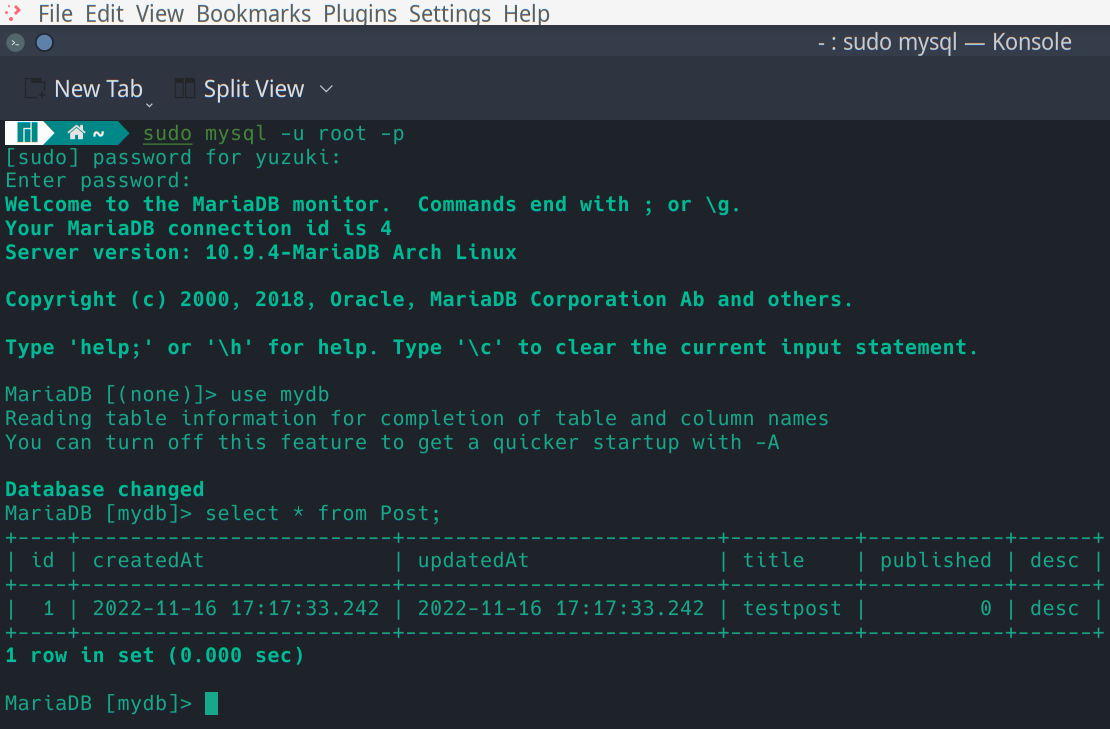 File Edit View Bookmarks Plugins Settings Help
- : sudo mysql — Konsole
New Tab Split View
~ sudo mysql -u root -p
[sudo] password for yuzuki:
Enter password:
Welcome to the MariaDB monitor.  Commands end with ; or \g.
Your MariaDB connection id is 4
Server version: 10.9.4-MariaDB Arch Linux
Copyright (c) 2000, 2018, Oracle, MariaDB Corporation Ab and others.
Type 'help;' or '\h' for help. Type '\c' to clear the current input statement.
MariaDB [(none)]> use mydb
Reading table information for completion of table and column names
You can turn off this feature to get a quicker startup with -A
Database changed
MariaDB [mydb]> select * from Post;
+----+-------------------------+-------------------------+----------+-----------+------+
| id | createdAt               | updatedAt               | title    | published | desc |
+----+-------------------------+-------------------------+----------+-----------+------+
|  1 | 2022-11-16 17:17:33.242 | 2022-11-16 17:17:33.242 | testpost |         0 | desc |
+----+-------------------------+-------------------------+----------+-----------+------+
1 row in set (0.000 sec)
MariaDB [mydb]>